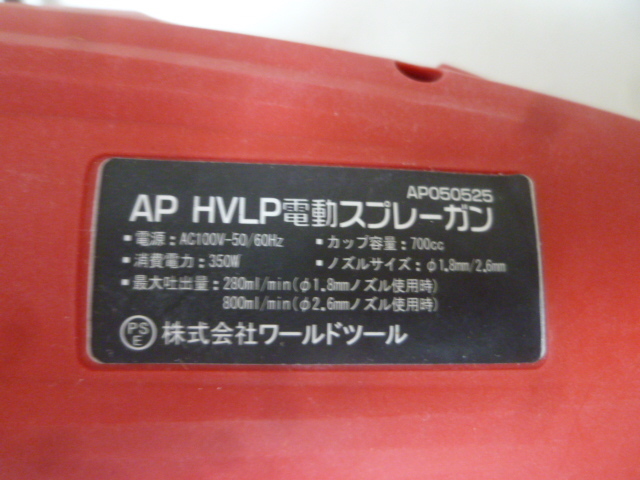 AP050525
AP HVLP電動スプレーガン
▪電源:AC100V-50/60Hz ▪カップ容量:700cc
▪消費電力:350W ▪ノズルサイズ:φ1.8mm/2.6mm
▪最大吐出量:280ml/min(φ1.8mmノズル使用時)
800ml/min(φ2.6mmノズル使用時)
PS
E 株式会社ワールドツール